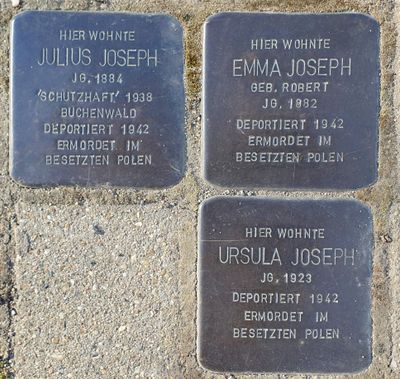 HIER WOHNTE
JULIUS JOSEPH
JG. 1884
'SCHUTZHAFT' 1938
BUCHENWALD
DEPORTIERT 1942
ERMORDET IM
BESETZTEN POLEN
HIER WOHNTE
EMMA JOSEPH
GEB. ROBERT
JG. 1882
DEPORTIERT 1942
ERMORDET IM
BESETZTEN POLEN
HIER WOHNTE
URSULA JOSEPH
JG. 1923
DEPORTIERT 1942
ERMORDET IM
BESETZTEN POLEN